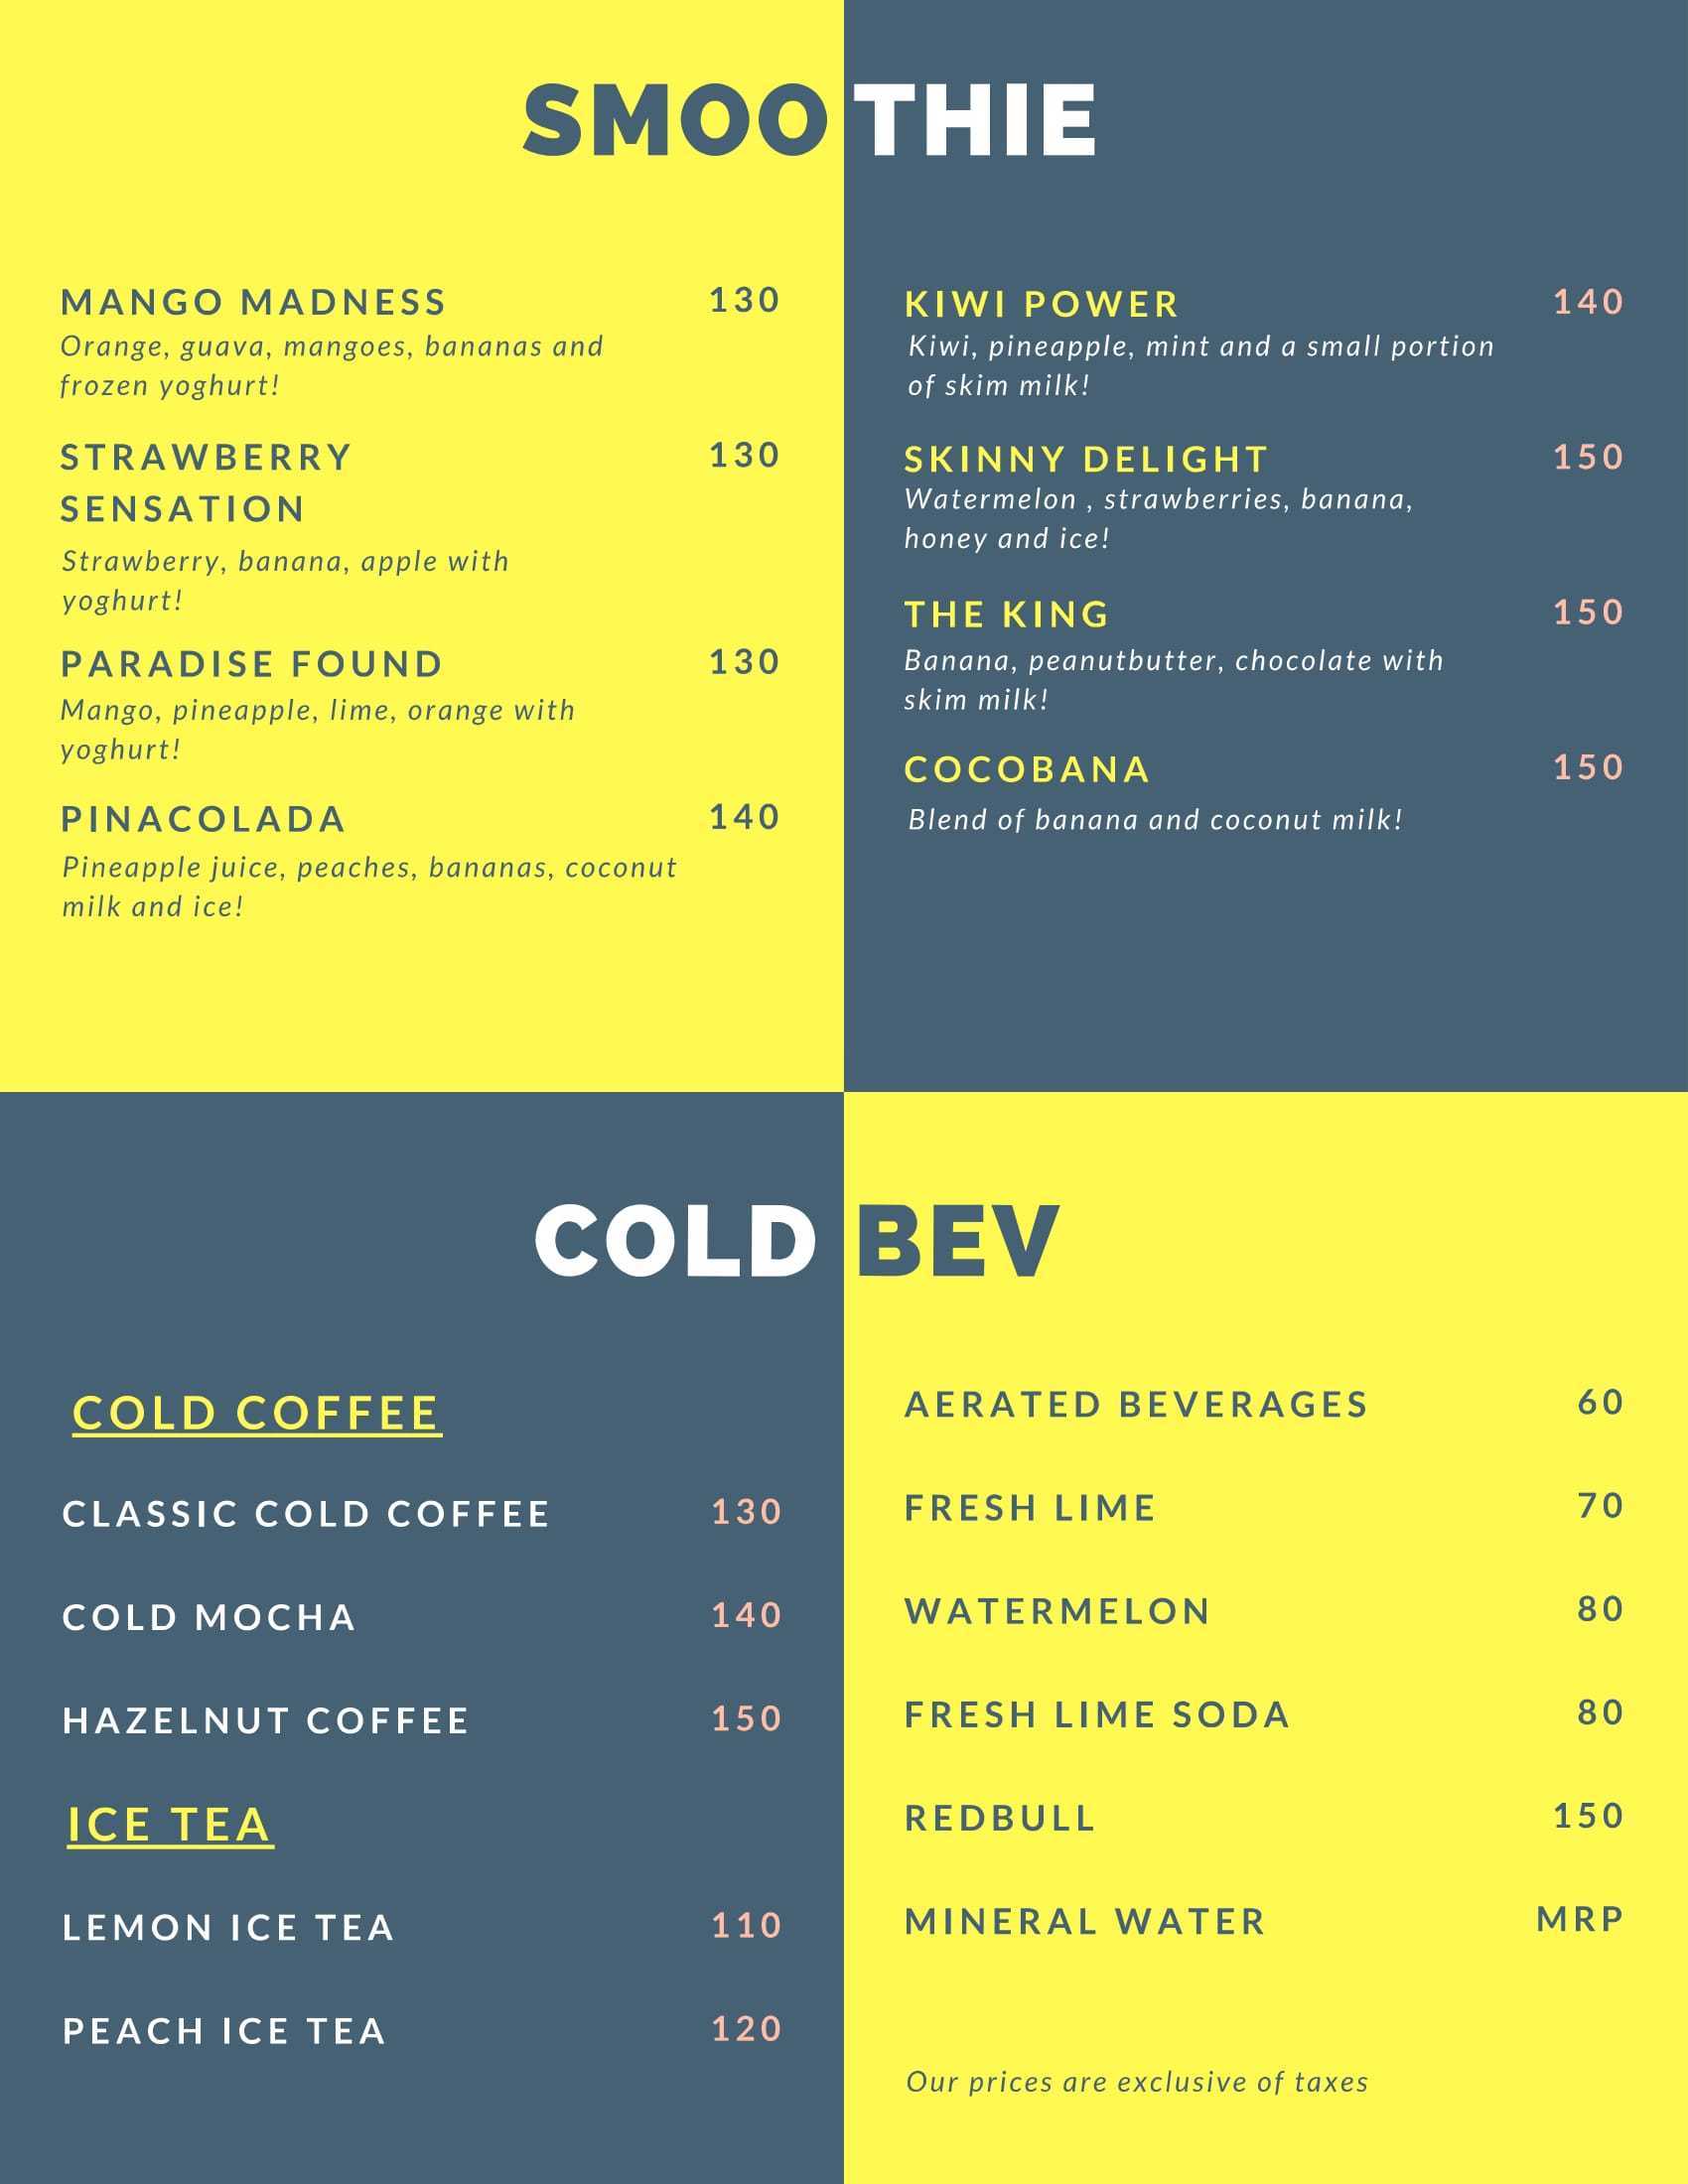 SMOOTHIE
MANGO MADNESS 130
Orange, guava, mangoes, bananas and
frozen yoghurt!
STRAWBERRY 130
SENSATION
Strawberry, banana, apple with
yoghurt!
PARADISE FOUND 130
Mango, pineapple, lime, orange with
yoghurt!
PINACOLADA 140
Pineapple juice, peaches, bananas, coconut
milk and ice!
KIWI POWER 140
Kiwi, pineapple, mint and a small portion
of skim milk!
SKINNY DELIGHT 150
Watermelon , strawberries, banana,
honey and ice!
THE KING 150
Banana, peanutbutter, chocolate with
skim milk!
COCOBANA 150
Blend of banana and coconut milk!
COLD BEV
COLD COFFEE
CLASSIC COLD COFFEE 130
COLD MOCHA 140
HAZELNUT COFFEE 150
ICE TEA
LEMON ICE TEA 110
PEACH ICE TEA 120
AERATED BEVERAGES 60
FRESH LIME 70
WATERMELON 80
FRESH LIME SODA 80
REDBULL 150
MINERAL WATER MRP
Our prices are exclusive of taxes